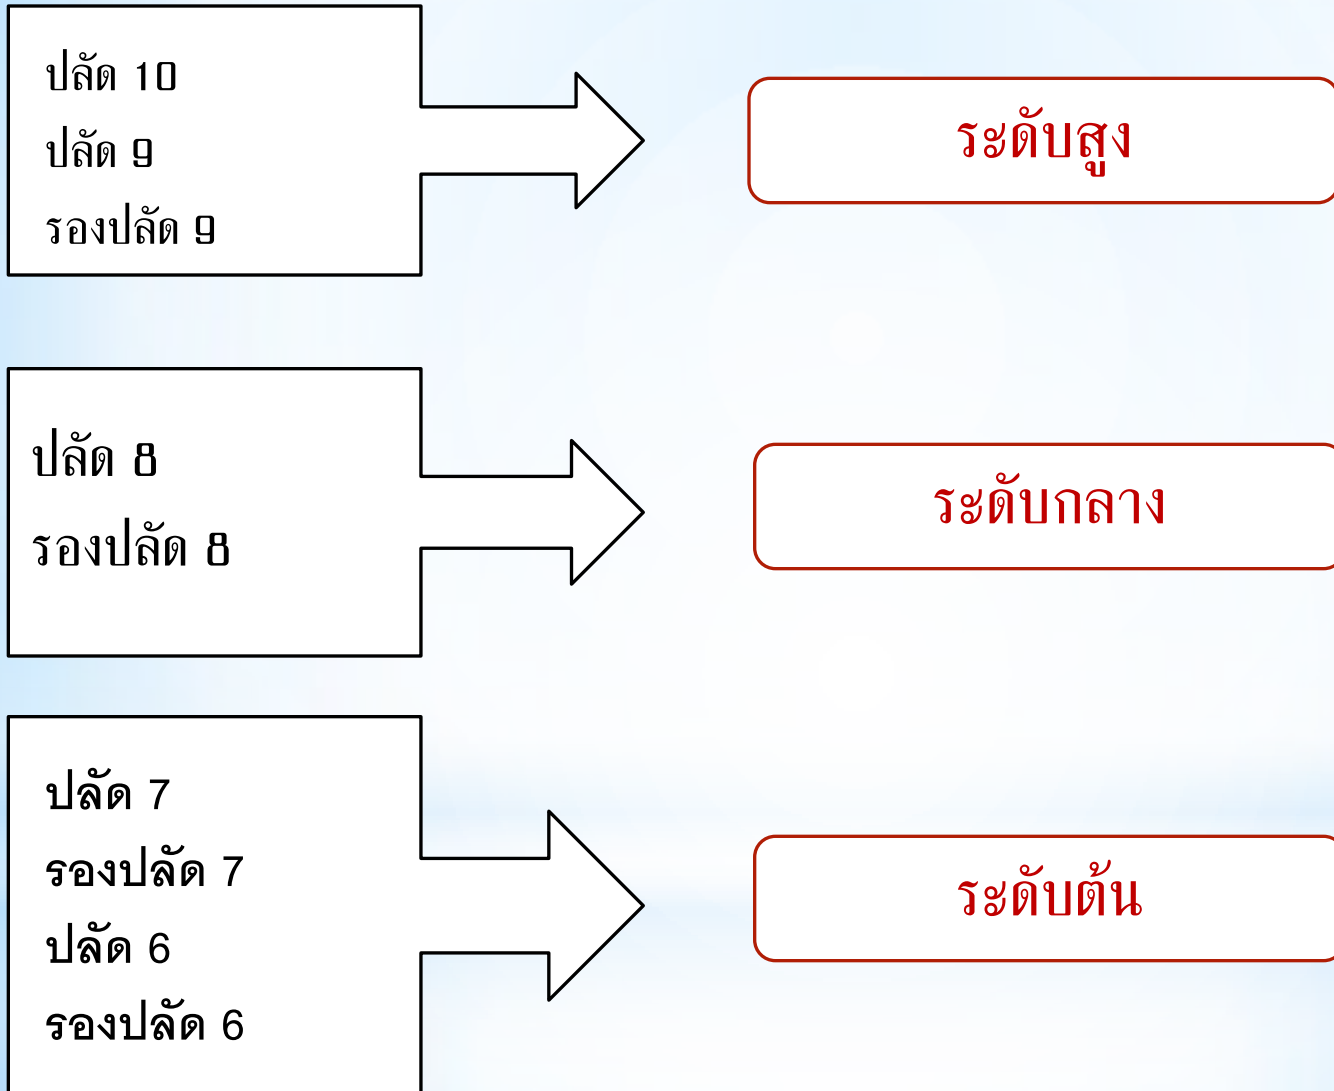 ปลัด 10
ปลัด 9
รองปลัด 9
ระดับสูง
ปลัด 8
รองปลัด 8
ระดับกลาง
ปลัด 7
รองปลัด 7
ปลัด 6
รองปลัด 6
ระดับต้น